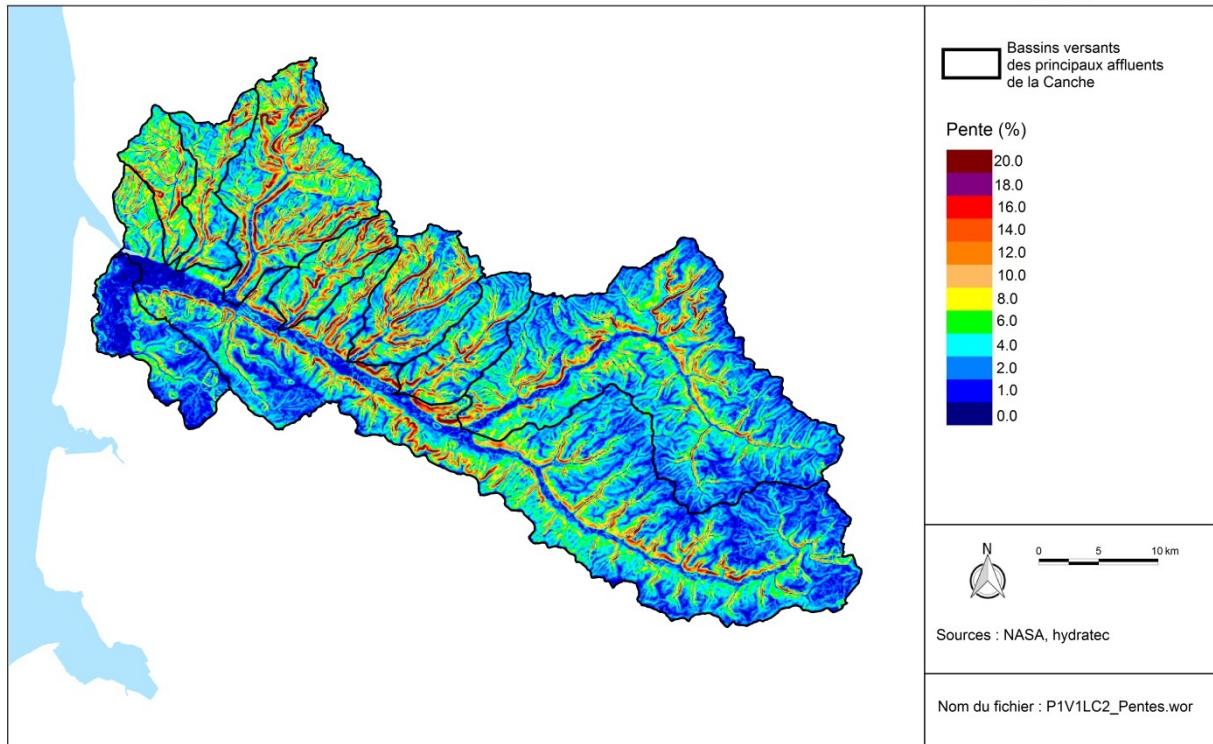 Bassins versants
des principaux affluents
de la Canche
Pente (%)
20.0
18.0
16.0
14.0
12.0
10.0
8.0
6.0
4.0
2.0
1.0
0.0
N
0 5 10 km
Sources : NASA, hydratec
Nom du fichier : P1V1LC2_Pentes.wor